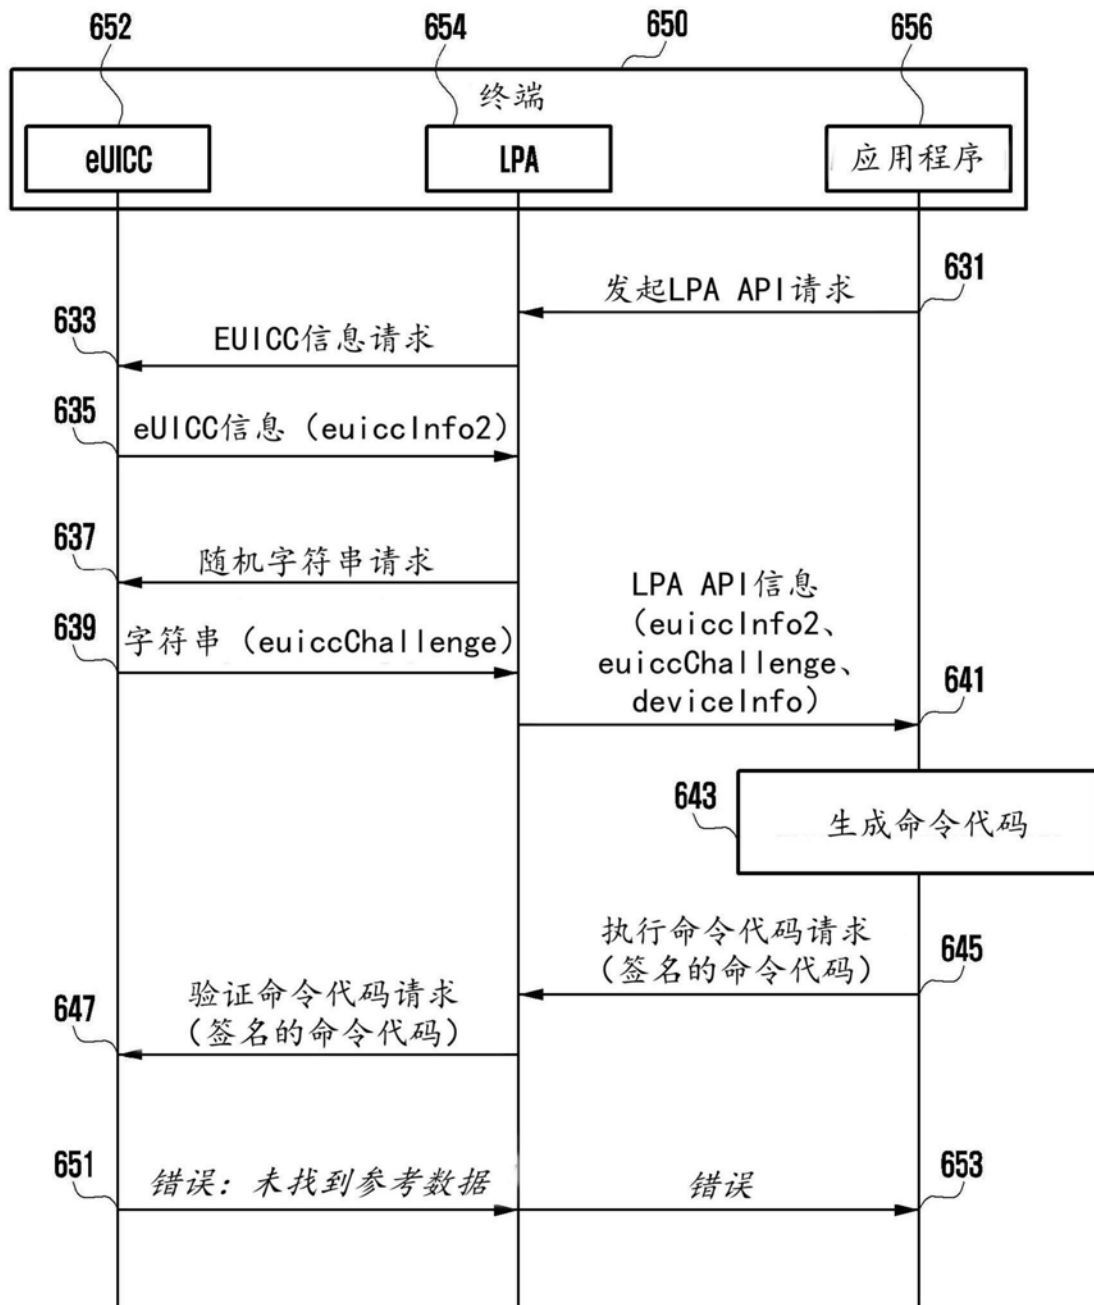 652
654
650
656
终端
eUICC
LPA
应用程序
发起LPA API请求
631
633
EUICC信息请求
635
eUICC信息（euiccInfo2）
637
随机字符串请求
LPA API信息
（euiccInfo2、
euiccChallenge、
deviceInfo）
639
字符串（euiccChallenge）
641
643
生成命令代码
执行命令代码请求
（签名的命令代码）
645
验证命令代码请求
（签名的命令代码）
647
651
错误：未找到参考数据
错误
653